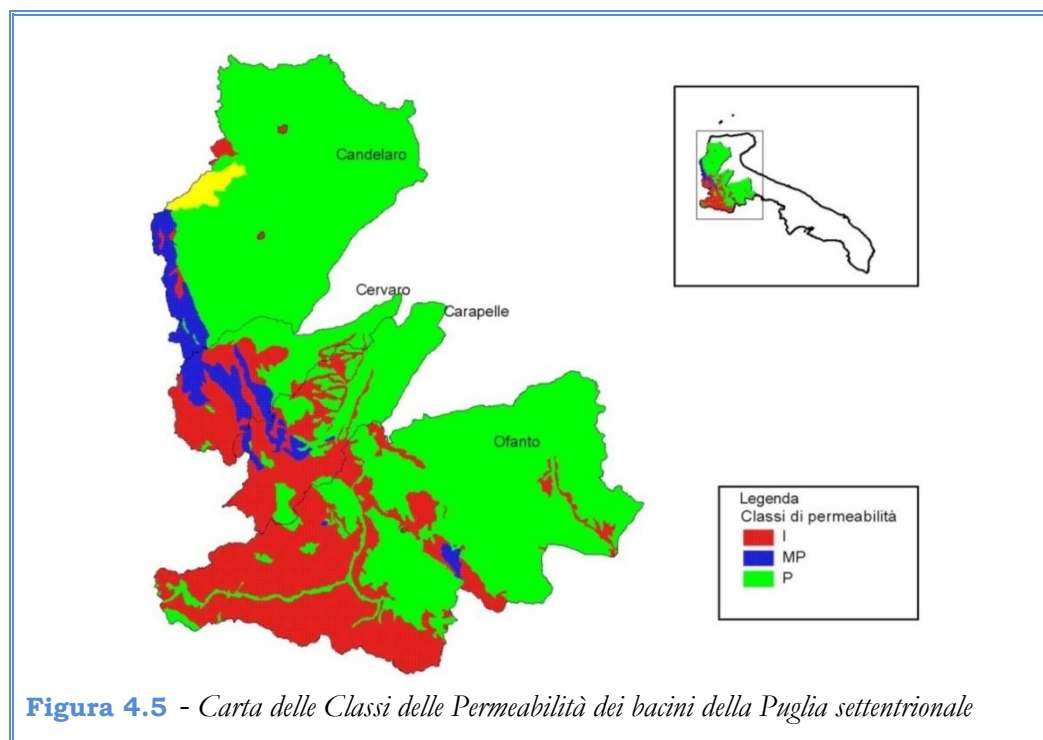 Candelaro
Cervaro
Carapelle
Ofanto
Legenda
Classi di permeabilità
I
MP
P
Figura 4.5 - Carta delle Classi delle Permeabilità dei bacini della Puglia settentrionale